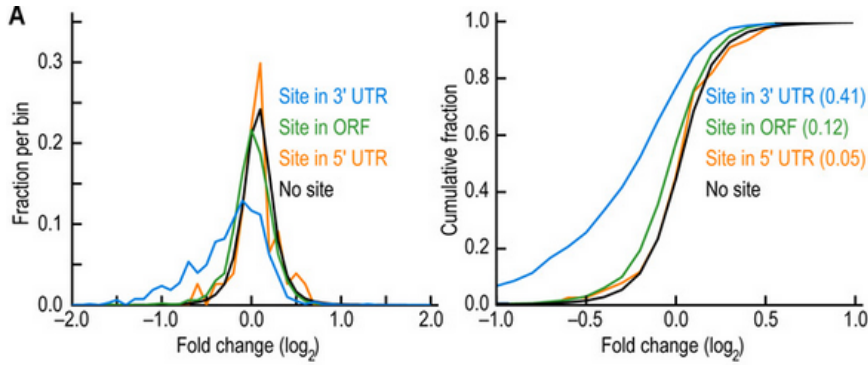 A
0.3
0.2
0.1
0.0
Fraction per bin
Site in 3' UTR
Site in ORF
Site in 5' UTR
No site
–2.0
–1.0
0.0
1.0
2.0
Fold change (log2)
1.0
0.8
0.6
0.4
0.2
0.0
Cumulative fraction
Site in 3' UTR (0.41)
Site in ORF (0.12)
Site in 5' UTR (0.05)
No site
–1.0
–0.5
0.0
0.5
1.0
Fold change (log2)